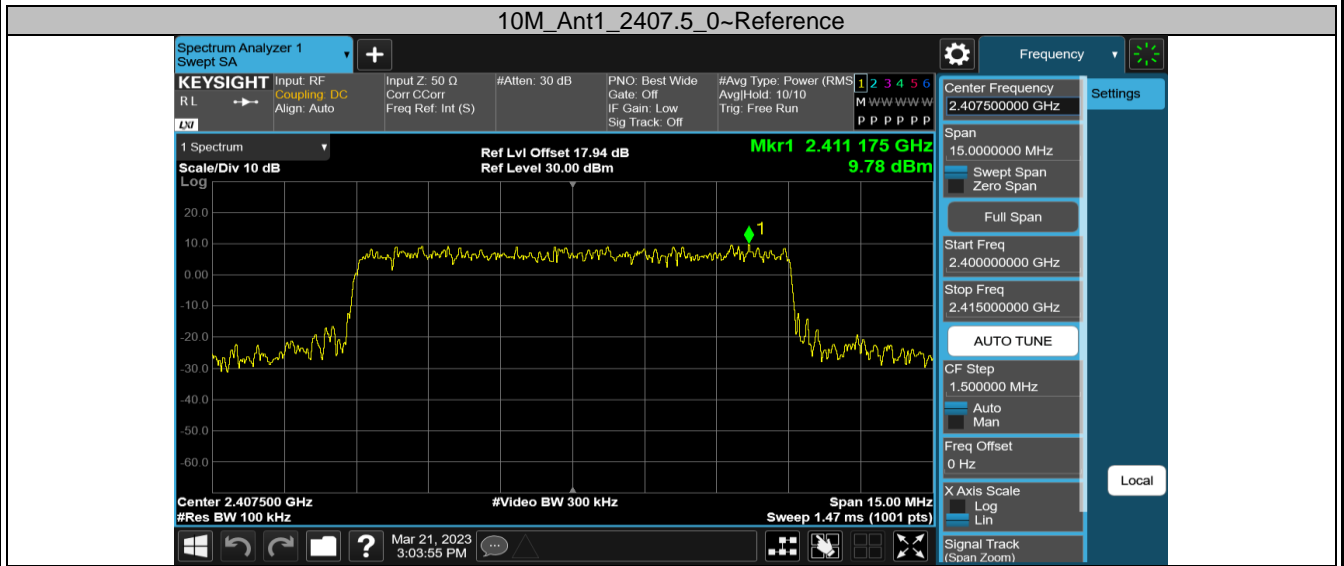 10M_Ant1_2407.5_0~Reference
Spectrum Analyzer 1
Swept SA
+
Frequency
KEYSIGHT
R L
LXI
Input: RF
Coupling: DC
Align: Auto
Input Z: 50 Ω
Corr CCorr
Freq Ref: Int (S)
#Atten: 30 dB
PNO: Best Wide
Gate: Off
IF Gain: Low
Sig Track: Off
#Avg Type: Power (RMS
Avg|Hold: 10/10
Trig: Free Run
1 2 3 4 5 6
M W W W W W
P P P P P P
1 Spectrum
Scale/Div 10 dB
Log
Ref Lvl Offset 17.94 dB
Ref Level 30.00 dBm
Mkr1 2.411 175 GHz
9.78 dBm
20.0
10.0
0.00
-10.0
-20.0
-30.0
-40.0
-50.0
-60.0
1
Center 2.407500 GHz
#Res BW 100 kHz
#Video BW 300 kHz
Span 15.00 MHz
Sweep 1.47 ms (1001 pts)
?
Mar 21, 2023
3:03:55 PM
Center Frequency
2.407500000 GHz
Span
15.0000000 MHz
Swept Span
Zero Span
Full Span
Start Freq
2.400000000 GHz
Stop Freq
2.415000000 GHz
AUTO TUNE
CF Step
1.500000 MHz
Auto
Man
Freq Offset
0 Hz
X Axis Scale
Log
Lin
Signal Track
(Span Zoom)
Settings
Local